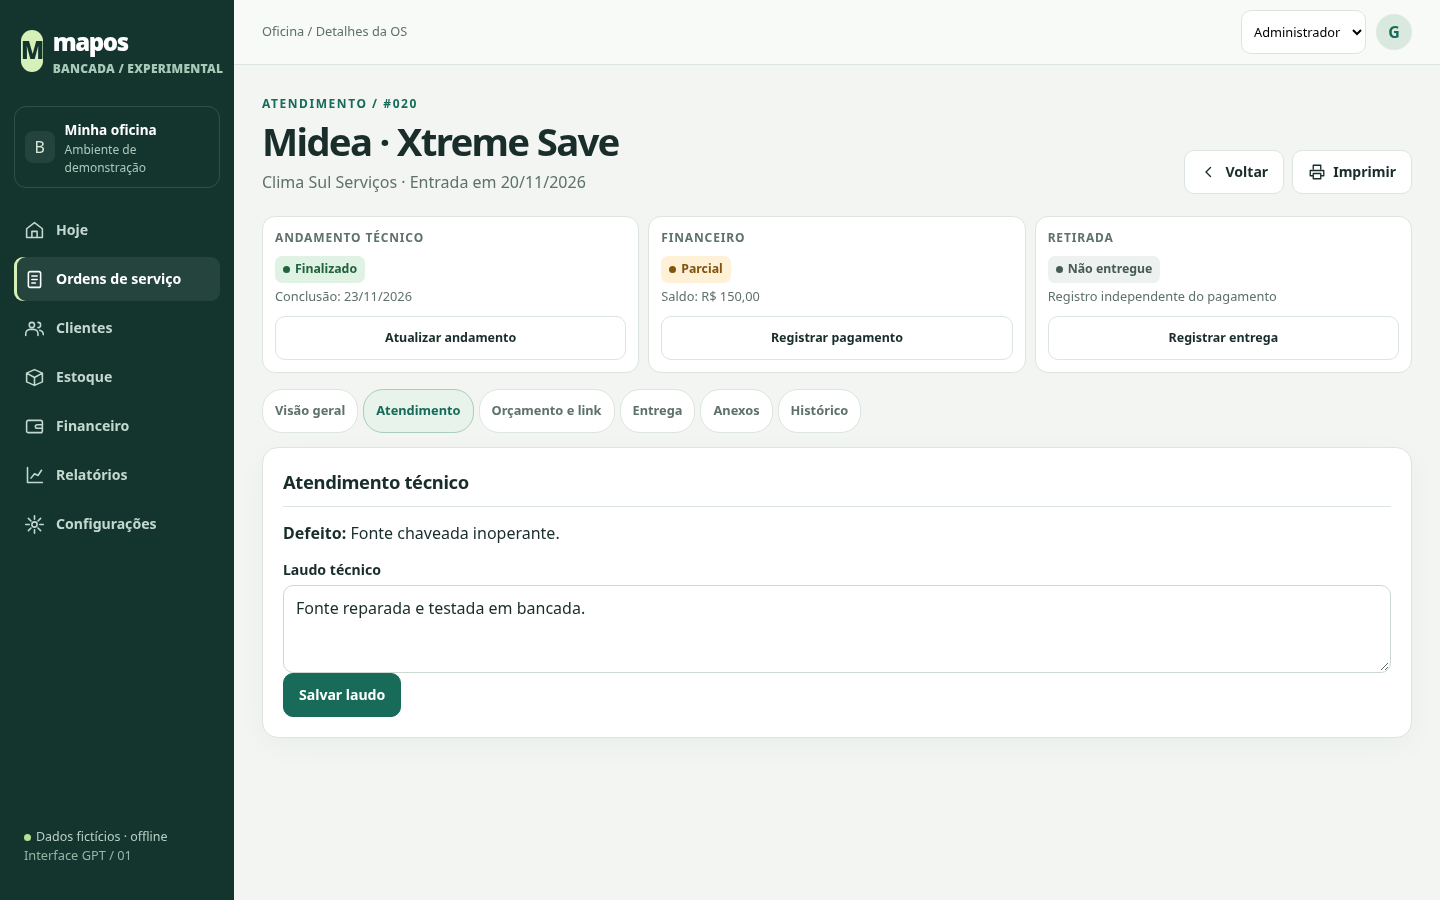 M
mapos
BANCADA / EXPERIMENTAL
B
Minha oficina
Ambiente de
demonstração
Hoje
Ordens de serviço
Clientes
Estoque
Financeiro
Relatórios
Configurações
Dados fictícios · offline
Interface GPT / 01
Oficina / Detalhes da OS
Administrador
G
ATENDIMENTO / #020
Midea · Xtreme Save
Clima Sul Serviços · Entrada em 20/11/2026
Voltar
Imprimir
ANDAMENTO TÉCNICO
Finalizado
Conclusão: 23/11/2026
Atualizar andamento
FINANCEIRO
Parcial
Saldo: R$ 150,00
Registrar pagamento
RETIRADA
Não entregue
Registro independente do pagamento
Registrar entrega
Visão geral
Atendimento
Orçamento e link
Entrega
Anexos
Histórico
Atendimento técnico
Defeito: Fonte chaveada inoperante.
Laudo técnico
Fonte reparada e testada em bancada.
Salvar laudo